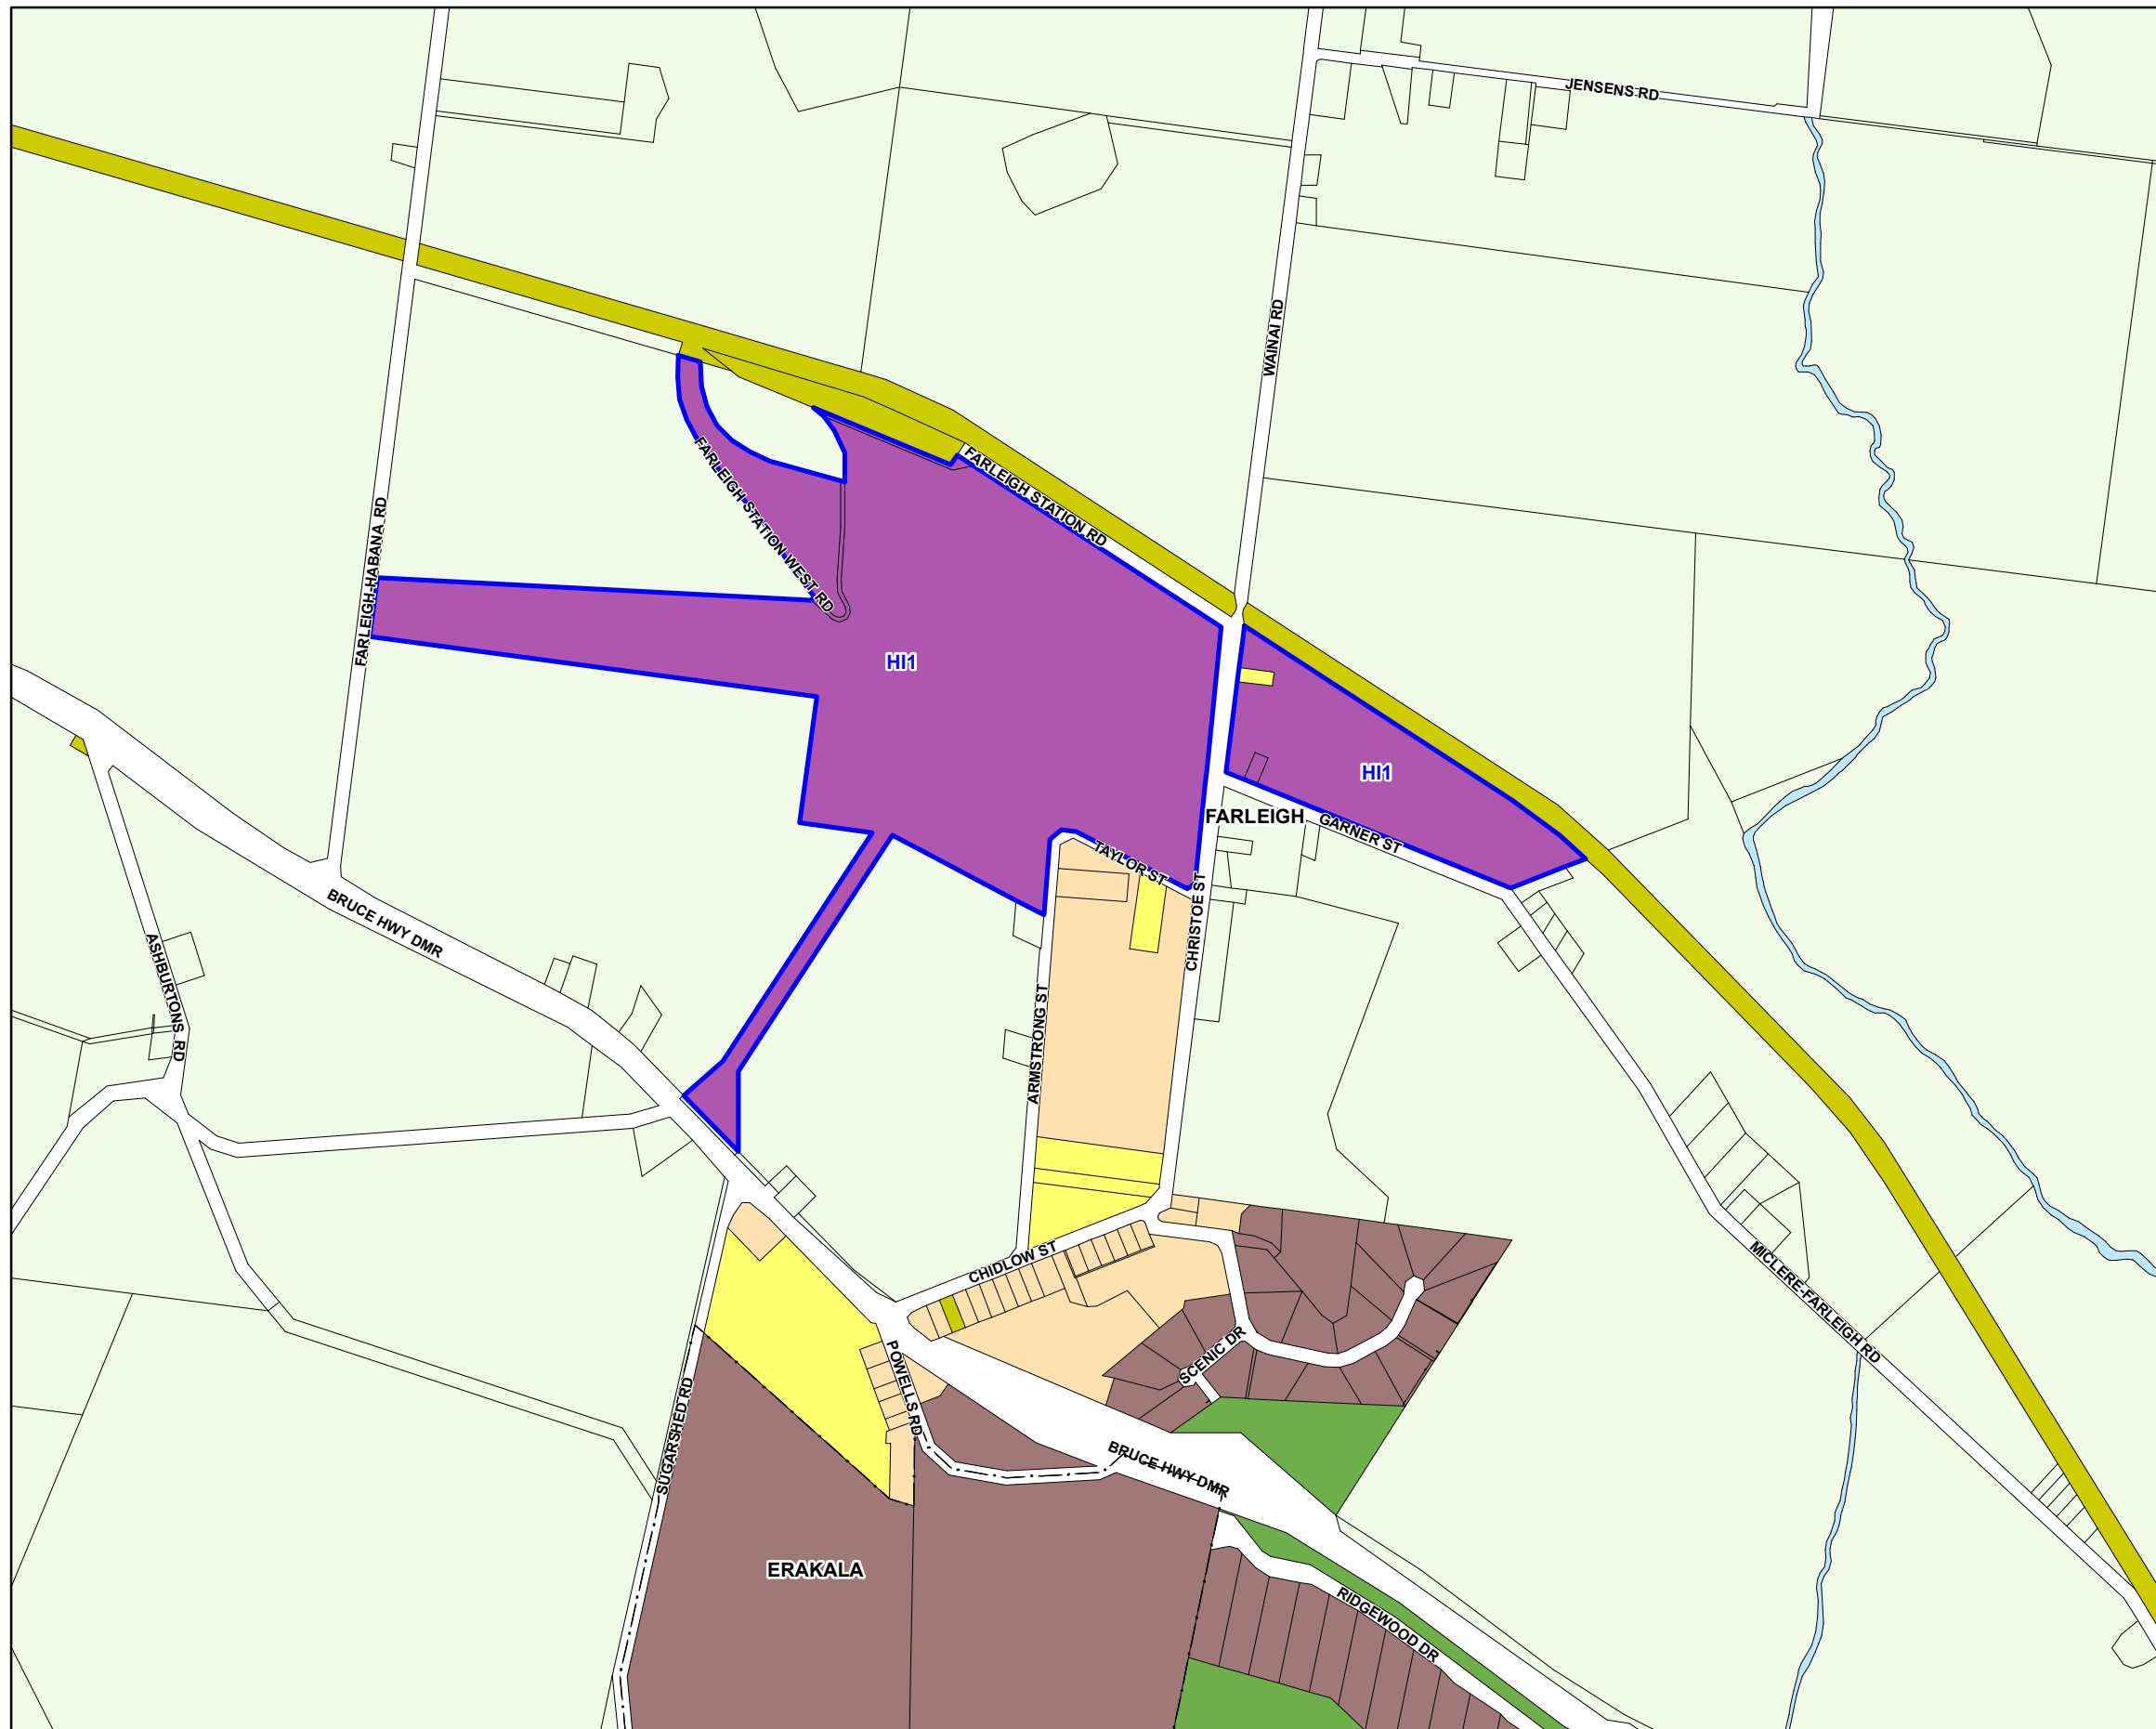 JENSENS RD
WAINAI RD
FARLEIGH STATION RD
FARLEIGH STATION WEST RD
FARLEIGH-HABANA RD
HI1
HI1
FARLEIGH
GARNER ST
TAYLOR ST
CHRISTOE ST
BRUCE HWY DMR
ASHBURTONS RD
ARMSTRONG ST
CHIDLOW ST
MICLERE-FARLEIGH RD
SCENIC DR
POWELLS RD
SUGARSHED RD
BRUCE HWY DMR
ERAKALA
RIDGEWOOD DR